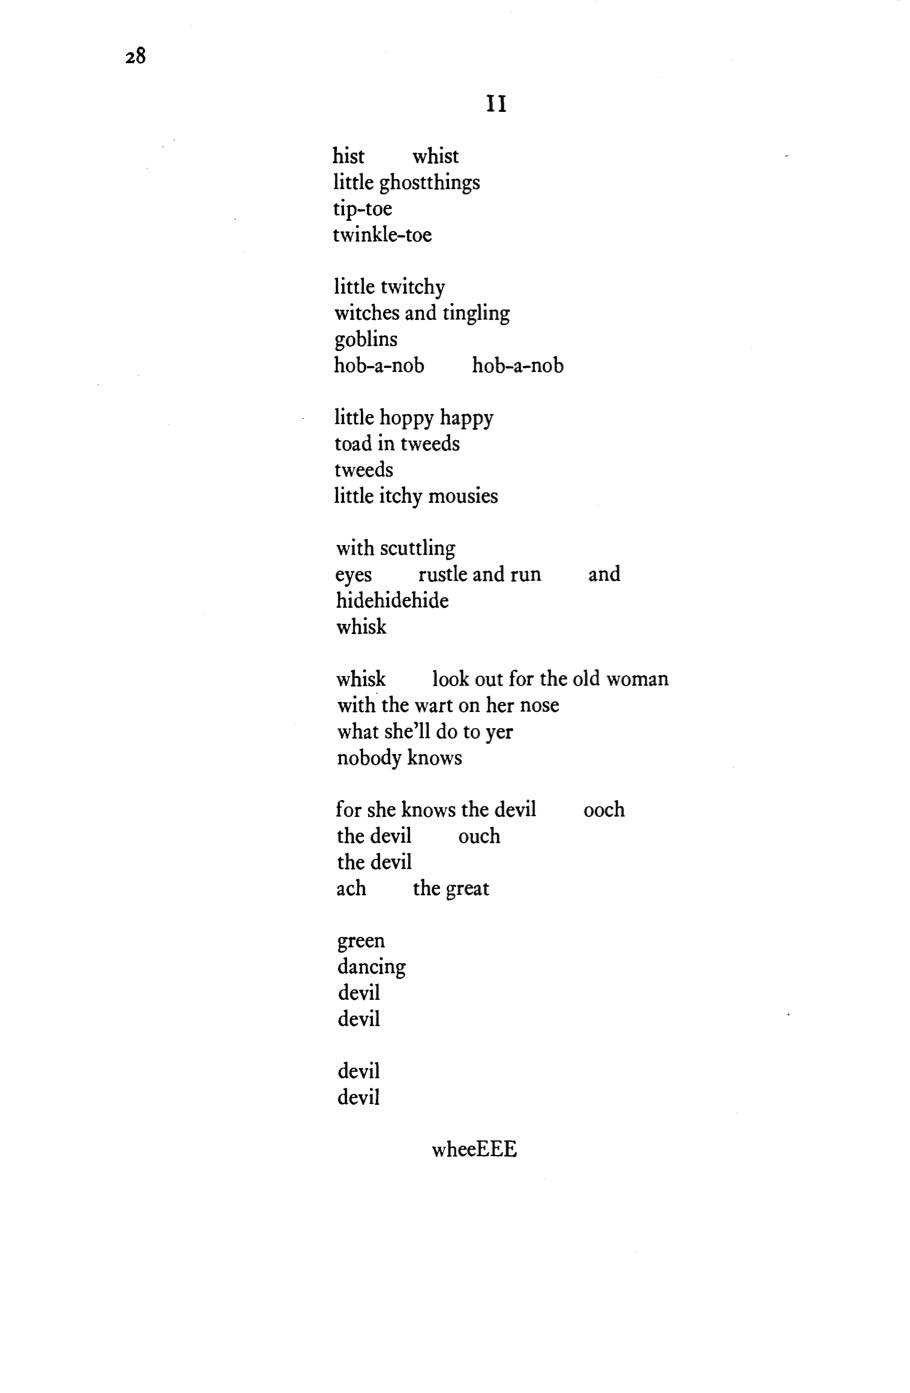 28
II
hist whist
little ghostthings
tip-toe
twinkle-toe
little twitchy
witches and tingling
goblins
hob-a-nob hob-a-nob
little hoppy happy
toad in tweeds
tweeds
little itchy mousies
with scuttling
eyes rustle and run and
hidehidehide
whisk
whisk look out for the old woman
with the wart on her nose
what she'll do to yer
nobody knows
for she knows the devil ooch
the devil ouch
the devil
ach the great
green
dancing
devil
devil
devil
devil
wheeEEE